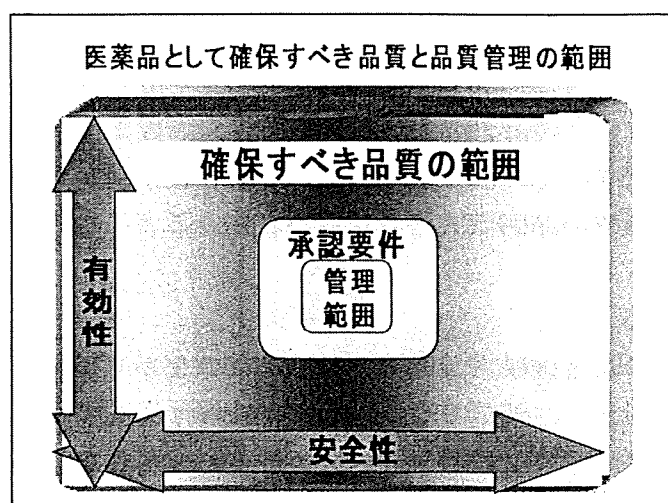 医薬品として確保すべき品質と品質管理の範囲
確保すべき品質の範囲
承認要件
管理
範囲
有効性
安全性